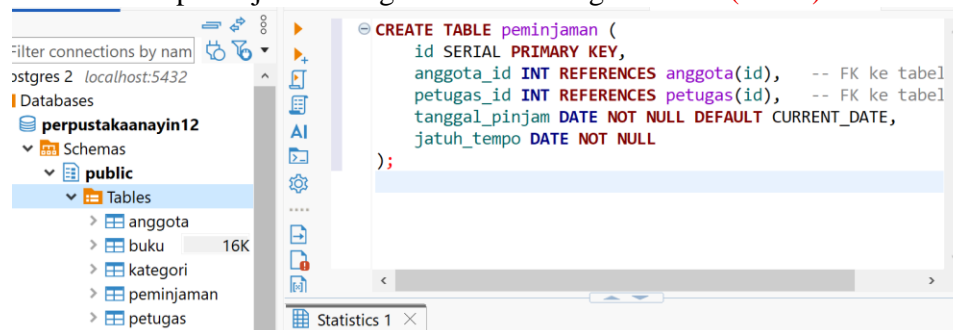 Filter connections by nam
ostgres 2 localhost:5432
Databases
perpustakaanayin12
Schemas
public
Tables
anggota
buku 16K
kategori
peminjaman
petugas
AI
CREATE TABLE peminjaman (
id SERIAL PRIMARY KEY,
anggota_id INT REFERENCES anggota(id), -- FK ke tabel
petugas_id INT REFERENCES petugas(id), -- FK ke tabel
tanggal_pinjam DATE NOT NULL DEFAULT CURRENT_DATE,
jatuh_tempo DATE NOT NULL
);
Statistics 1